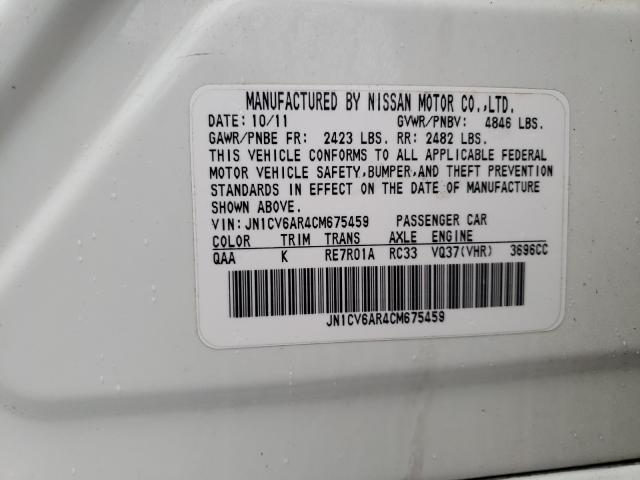 MANUFACTURED BY NISSAN MOTOR CO.,LTD.
DATE: 10/11 GVWR/PNBV: 4846 LBS.
GAWR/PNBE FR: 2423 LBS. RR: 2482 LBS.
THIS VEHICLE CONFORMS TO ALL APPLICABLE FEDERAL
MOTOR VEHICLE SAFETY,BUMPER,AND THEFT PREVENTION
STANDARDS IN EFFECT ON THE DATE OF MANUFACTURE
SHOWN ABOVE.
VIN: JN1CV6AR4CM675459 PASSENGER CAR
COLOR TRIM TRANS AXLE ENGINE
QAA K RE7R01A RC33 VQ37(VHR) 3696CC
JN1CV6AR4CM675459